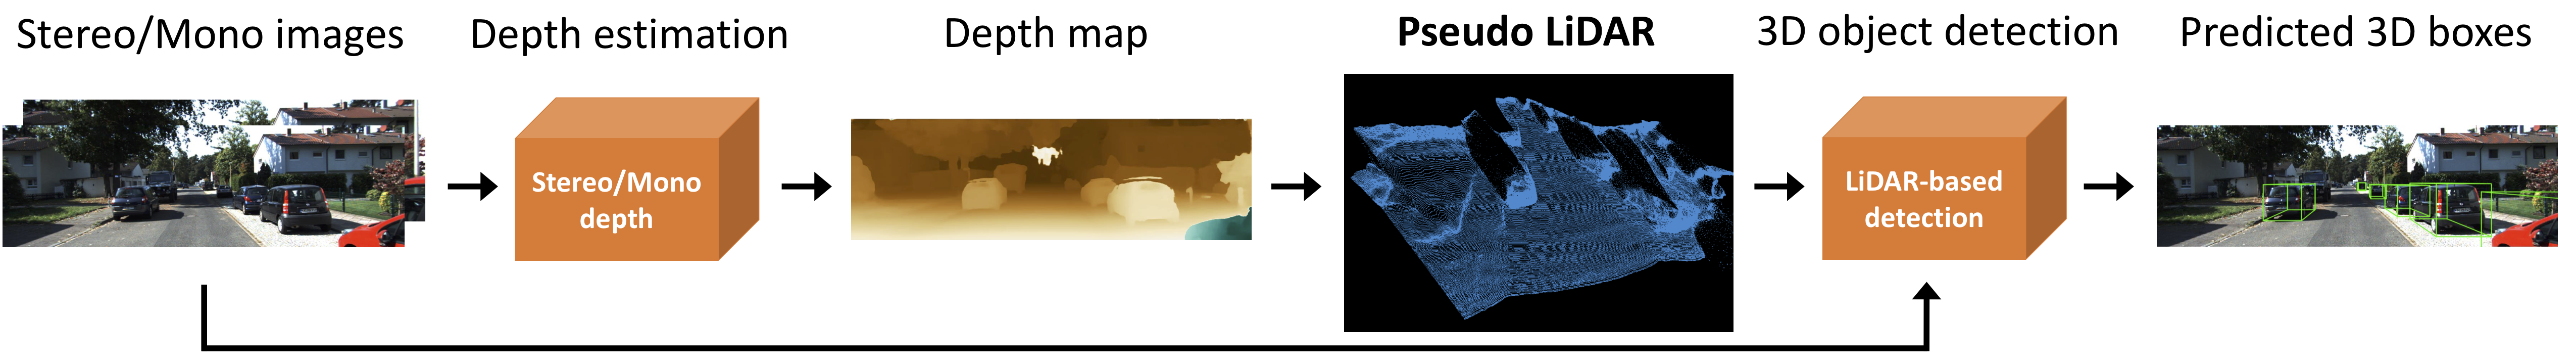 Stereo/Mono images
Depth estimation
Depth map
Pseudo LiDAR
3D object detection
Predicted 3D boxes
Stereo/Mono
depth
LiDAR-based
detection